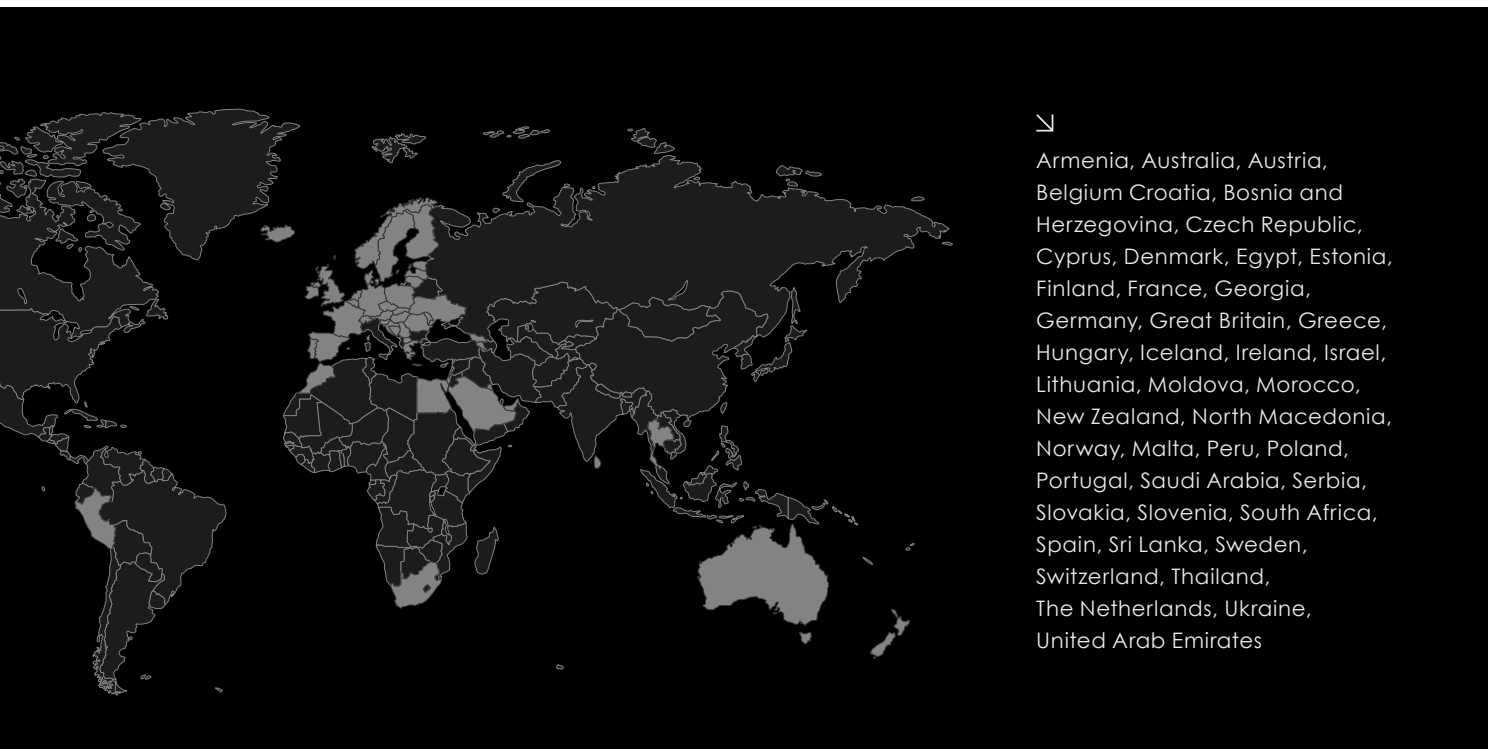 Armenia, Australia, Austria,
Belgium Croatia, Bosnia and
Herzegovina, Czech Republic,
Cyprus, Denmark, Egypt, Estonia,
Finland, France, Georgia,
Germany, Great Britain, Greece,
Hungary, Iceland, Ireland, Israel,
Lithuania, Moldova, Morocco,
New Zealand, North Macedonia,
Norway, Malta, Peru, Poland,
Portugal, Saudi Arabia, Serbia,
Slovakia, Slovenia, South Africa,
Spain, Sri Lanka, Sweden,
Switzerland, Thailand,
The Netherlands, Ukraine,
United Arab Emirates